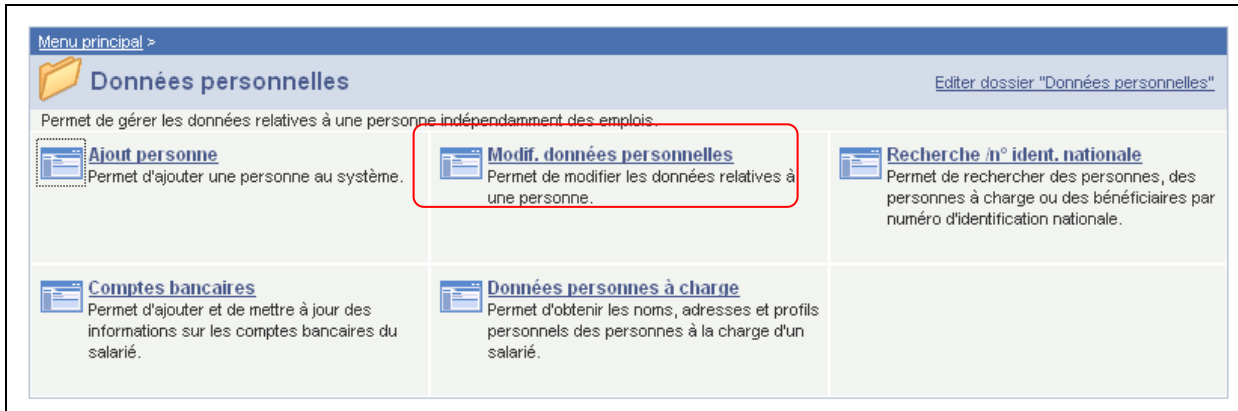 Menu principal >
Données personnelles
Editer dossier "Données personnelles"
Permet de gérer les données relatives à une personne indépendamment des emplois.
Ajout personne
Permet d'ajouter une personne au système.
Modif. données personnelles
Permet de modifier les données relatives à
une personne.
Recherche /n° ident. nationale
Permet de rechercher des personnes, des
personnes à charge ou des bénéficiaires par
numéro d'identification nationale.
Comptes bancaires
Permet d'ajouter et de mettre à jour des
informations sur les comptes bancaires du
salarié.
Données personnes à charge
Permet d'obtenir les noms, adresses et profils
personnels des personnes à la charge d'un
salarié.